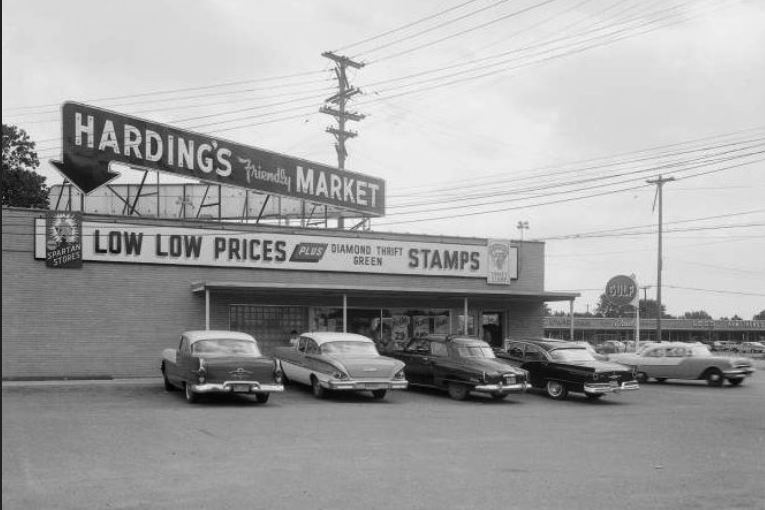 HARDING'S Friendly MARKET
SPARTAN
STORES
LOW LOW PRICES PLUS DIAMOND THRIFT
GREEN STAMPS
GULF